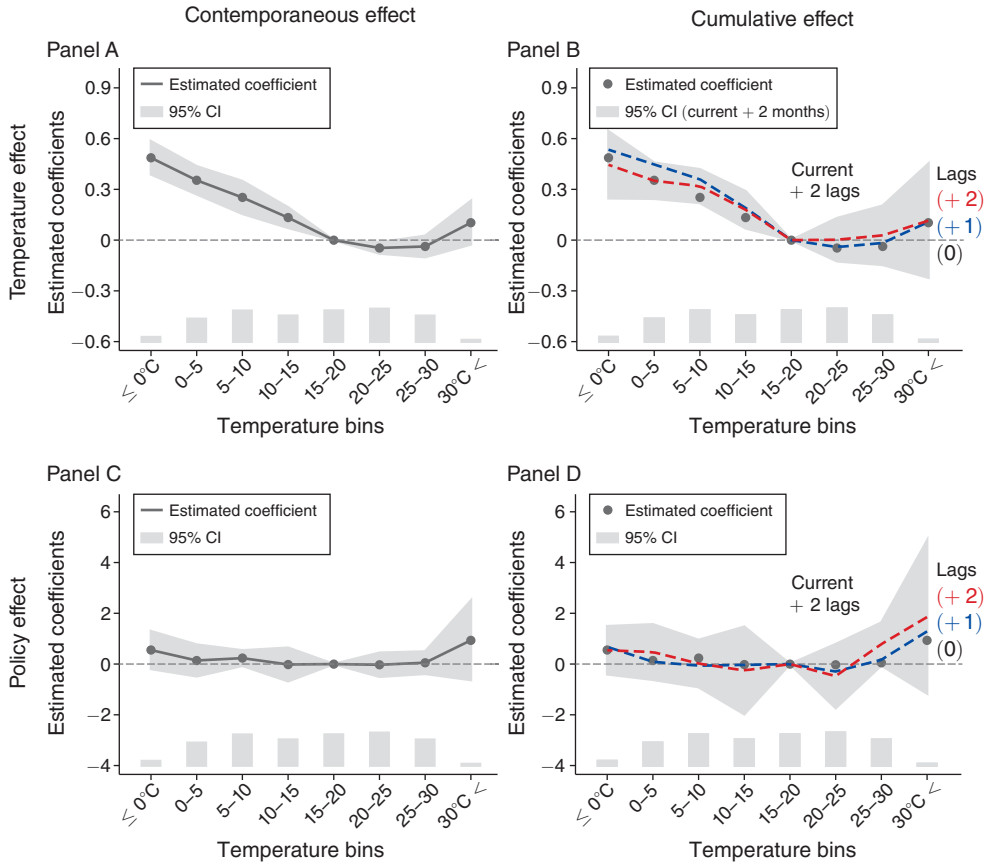 Contemporaneous effect
Cumulative effect
Temperature effect
Panel A
Estimated coefficients
0.9
0.6
0.3
0
−0.3
−0.6
Estimated coefficient
95% CI
≤ 0°C
0–5
5–10
10–15
15–20
20–25
25–30
30°C <
Temperature bins
Panel B
Estimated coefficients
0.9
0.6
0.3
0
−0.3
−0.6
Estimated coefficient
95% CI (current + 2 months)
Current
+ 2 lags
Lags
(+ 2)
(+ 1)
(0)
≤ 0°C
0–5
5–10
10–15
15–20
20–25
25–30
30°C <
Temperature bins
Policy effect
Panel C
Estimated coefficients
6
4
2
0
−2
−4
Estimated coefficient
95% CI
≤ 0°C
0–5
5–10
10–15
15–20
20–25
25–30
30°C <
Temperature bins
Panel D
Estimated coefficients
6
4
2
0
−2
−4
Estimated coefficient
95% CI
Current
+ 2 lags
Lags
(+ 2)
(+ 1)
(0)
≤ 0°C
0–5
5–10
10–15
15–20
20–25
25–30
30°C <
Temperature bins